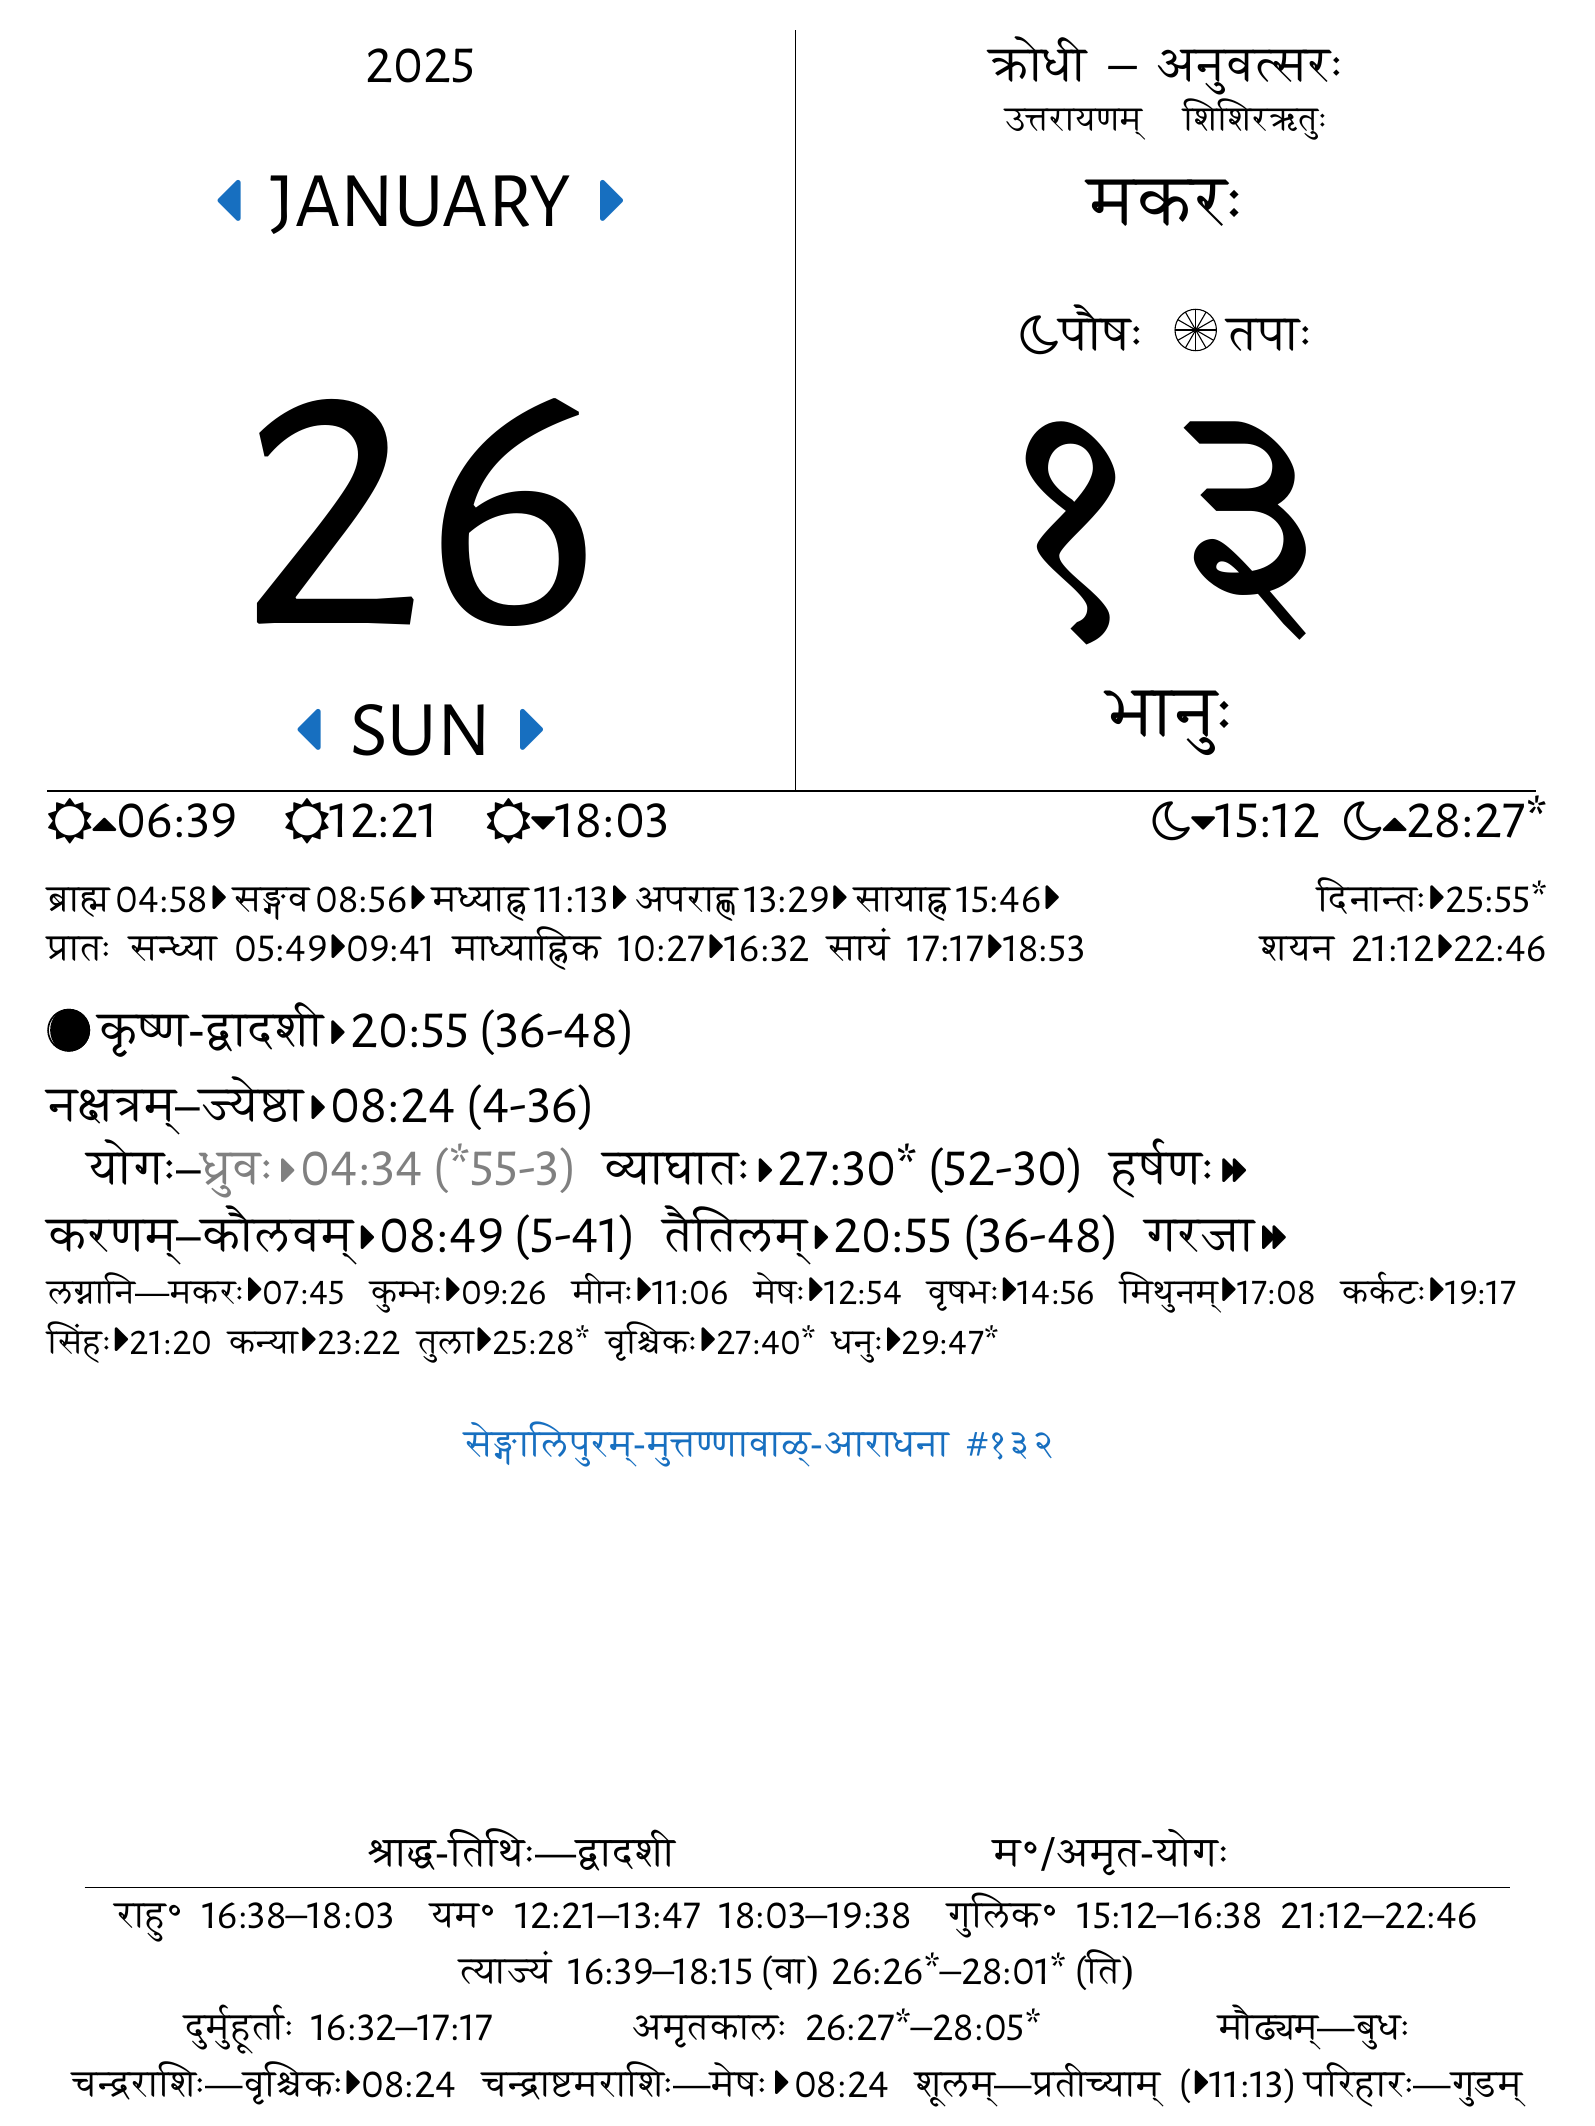 2025
JANUARY
26
SUN
क्रोधी – अनुवत्सरः
उत्तरायणम् शिशिरऋतुः
मकरः
पौषः तपाः
१३
भानुः
06:39 12:21 18:03 15:12 28:27*
ब्राह्म 04:58 सङ्गव 08:56 मध्याह्न 11:13 अपराह्ण 13:29 सायाह्न 15:46 दिनान्तः 25:55*
प्रातः सन्ध्या 05:49 09:41 माध्याह्निक 10:27 16:32 सायं 17:17 18:53 शयन 21:12 22:46
कृष्ण-द्वादशी 20:55 (36-48)
नक्षत्रम्–ज्येष्ठा 08:24 (4-36)
योगः–ध्रुवः 04:34 (*55-3) व्याघातः 27:30* (52-30) हर्षणः
करणम्–कौलवम् 08:49 (5-41) तैतिलम् 20:55 (36-48) गरजा
लग्नानि—मकरः 07:45 कुम्भः 09:26 मीनः 11:06 मेषः 12:54 वृषभः 14:56 मिथुनम् 17:08 कर्कटः 19:17
सिंहः 21:20 कन्या 23:22 तुला 25:28* वृश्चिकः 27:40* धनुः 29:47*
सेङ्गालिपुरम्-मुत्तण्णावाळ्-आराधना #१३२
श्राद्ध-तिथिः—द्वादशी म°/अमृत-योगः
राहु° 16:38–18:03 यम° 12:21–13:47 18:03–19:38 गुलिक° 15:12–16:38 21:12–22:46
त्याज्यं 16:39–18:15 (वा) 26:26*–28:01* (ति)
दुर्मुहूर्ताः 16:32–17:17 अमृतकालः 26:27*–28:05* मौढ्यम्—बुधः
चन्द्रराशिः—वृश्चिकः 08:24 चन्द्राष्टमराशिः—मेषः 08:24 शूलम्—प्रतीच्याम् (11:13) परिहारः—गुडम्